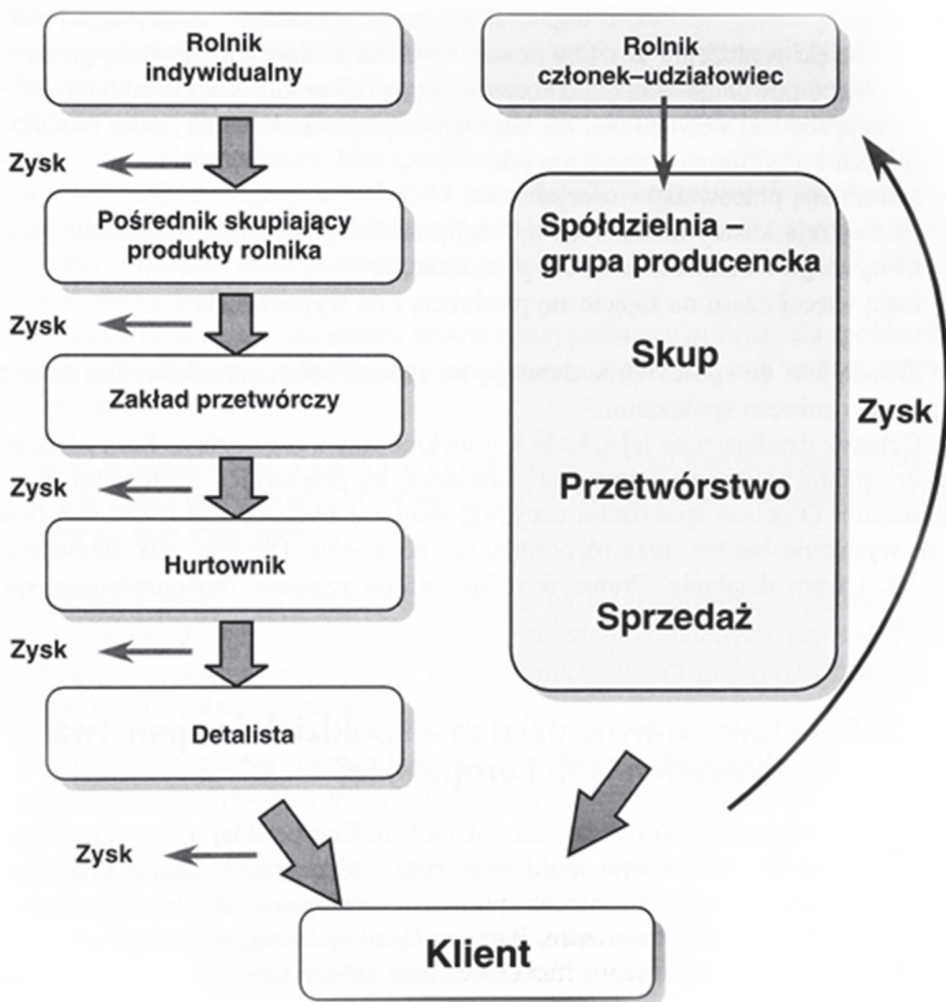 Rolnik
indywidualny
Zysk
Pośrednik skupiający
produkty rolnika
Zysk
Zakład przetwórczy
Zysk
Hurtownik
Zysk
Detalista
Zysk
Rolnik
członek–udziałowiec
Spółdzielnia –
grupa producencka
Skup
Przetwórstwo
Sprzedaż
Zysk
Klient